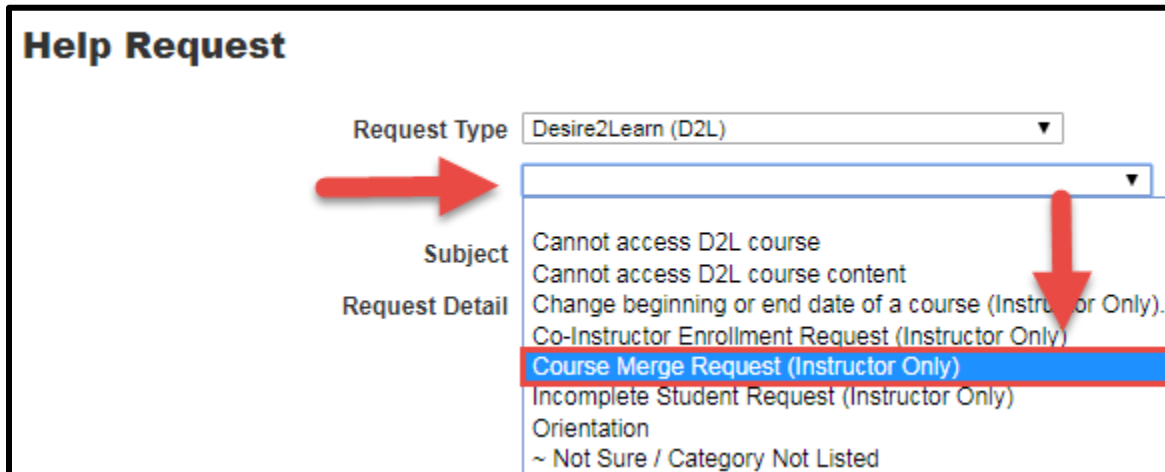 Help Request
Request Type Desire2Learn (D2L)
Cannot access D2L course
Subject
Cannot access D2L course content
Request Detail Change beginning or end date of a course (Instructor Only).
Co-Instructor Enrollment Request (Instructor Only)
Course Merge Request (Instructor Only)
Incomplete Student Request (Instructor Only)
Orientation
~ Not Sure / Category Not Listed